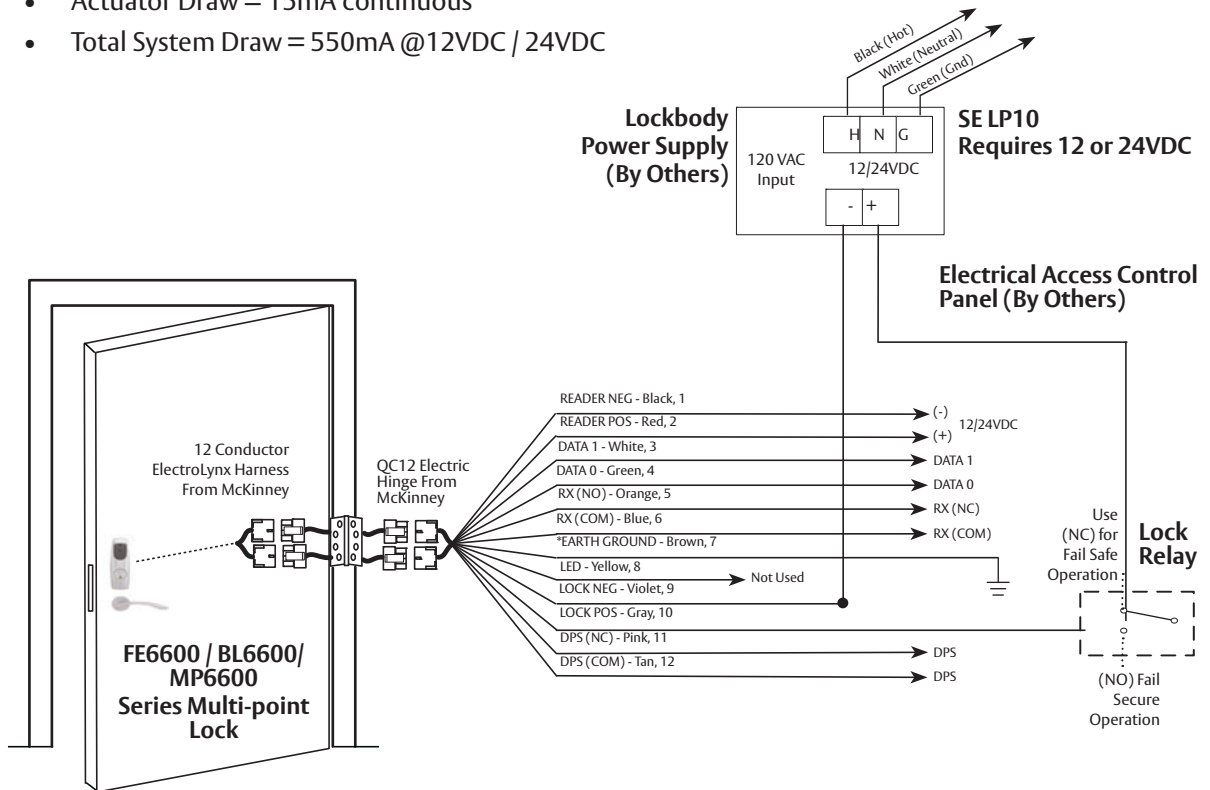 • Actuator Draw = 15mA continuous
• Total System Draw = 550mA @12VDC / 24VDC
Black (Hot)
White (Neutral)
Green (Gnd)
Lockbody
Power Supply
(By Others)
120 VAC
Input
H N G
12/24VDC
- +
SE LP10
Requires 12 or 24VDC
Electrical Access Control
Panel (By Others)
12 Conductor
ElectroLynx Harness
From McKinney
QC12 Electric
Hinge From
McKinney
READER NEG - Black, 1
READER POS - Red, 2
DATA 1 - White, 3
DATA 0 - Green, 4
RX (NO) - Orange, 5
RX (COM) - Blue, 6
*EARTH GROUND - Brown, 7
LED - Yellow, 8
LOCK NEG - Violet, 9
LOCK POS - Gray, 10
DPS (NC) - Pink, 11
DPS (COM) - Tan, 12
(-)
12/24VDC
(+)
DATA 1
DATA 0
RX (NC)
RX (COM)
Not Used
DPS
DPS
Use
(NC) for
Fail Safe
Operation
Lock
Relay
(NO) Fail
Secure
Operation
FE6600 / BL6600/
MP6600
Series Multi-point
Lock